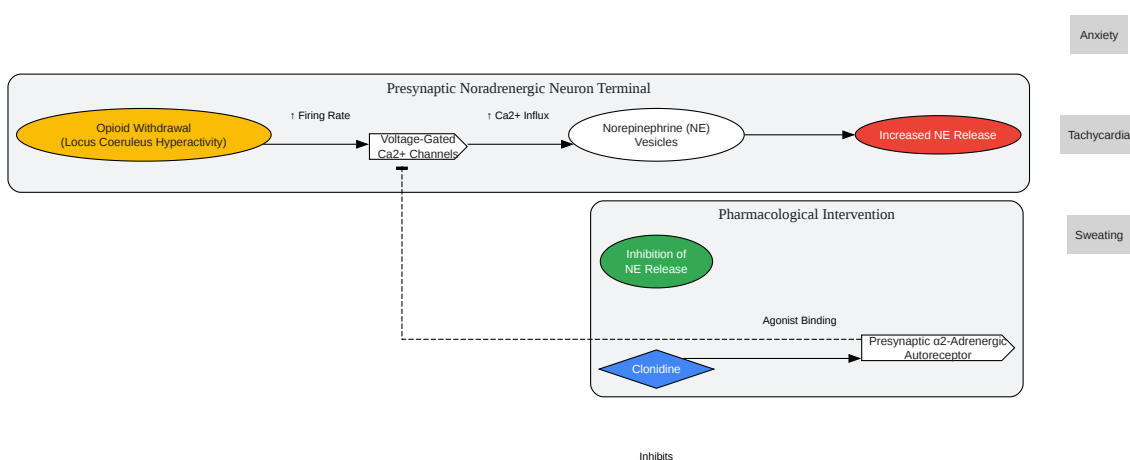 Anxiety
Presynaptic Noradrenergic Neuron Terminal
↑ Firing Rate
↑ Ca2+ Influx
Opioid Withdrawal
(Locus Coeruleus Hyperactivity)
Voltage-Gated
Ca2+ Channels
Norepinephrine (NE)
Vesicles
Increased NE Release
Tachycardia
Pharmacological Intervention
Sweating
Inhibition of
NE Release
Agonist Binding
Presynaptic α2-Adrenergic
Autoreceptor
Clonidine
Inhibits